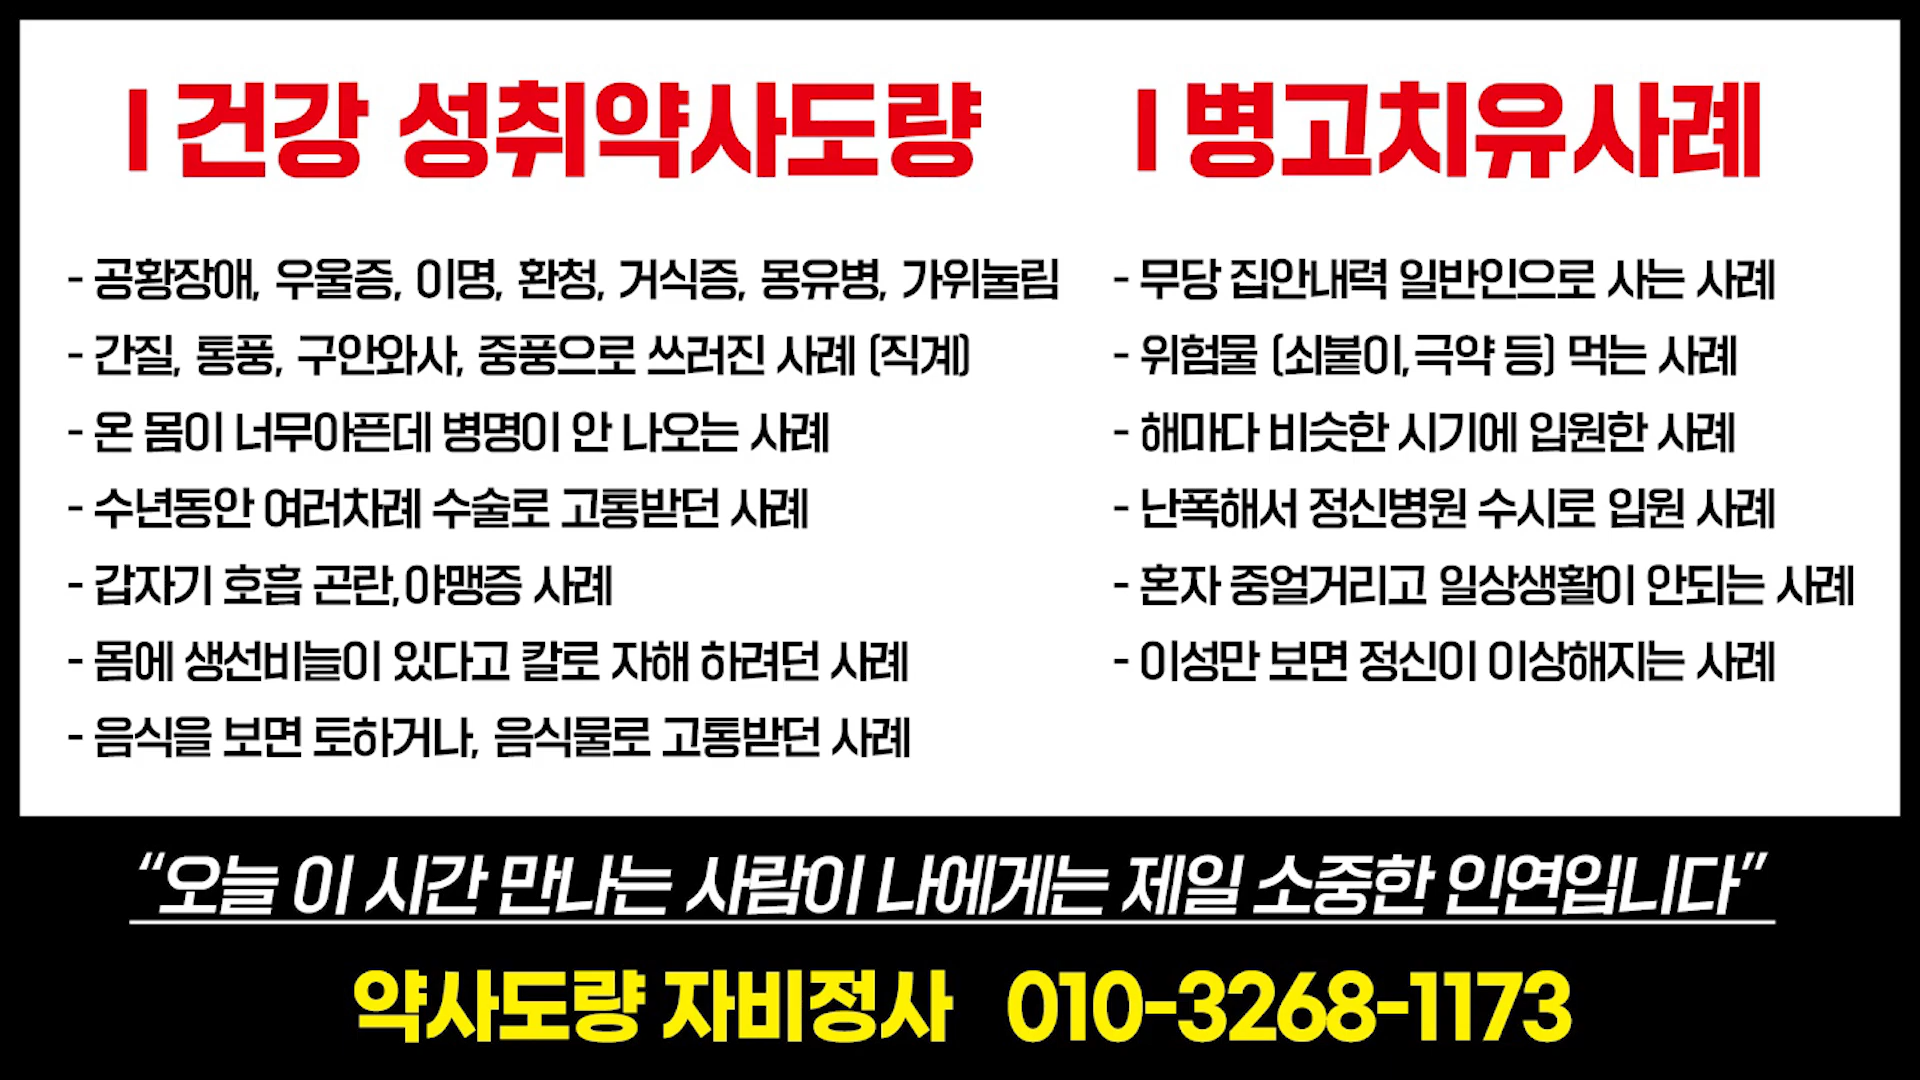 I 건강 성취약사도량
- 공황장애, 우울증, 이명, 환청, 거식증, 몽유병, 가위눌림
- 간질, 통풍, 구안와사, 중풍으로 쓰러진 사례 (직계)
- 온 몸이 너무아픈데 병명이 안 나오는 사례
- 수년동안 여러차례 수술로 고통받던 사례
- 갑자기 호흡 곤란,야맹증 사례
- 몸에 생선비늘이 있다고 칼로 자해 하려던 사례
- 음식을 보면 토하거나, 음식물로 고통받던 사례
I 병고치유사례
- 무당 집안내력 일반인으로 사는 사례
- 위험물 (쇠붙이,극약 등) 먹는 사례
- 해마다 비슷한 시기에 입원한 사례
- 난폭해서 정신병원 수시로 입원 사례
- 혼자 중얼거리고 일상생활이 안되는 사례
- 이성만 보면 정신이 이상해지는 사례
“오늘 이 시간 만나는 사람이 나에게는 제일 소중한 인연입니다”
약사도량 자비정사 010-3268-1173